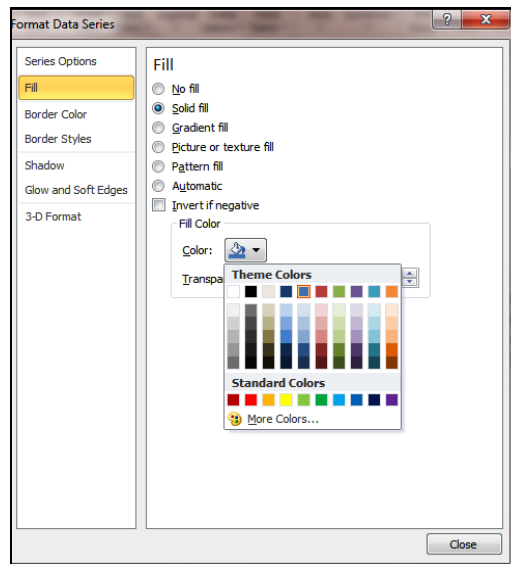 Format Data Series
Series Options
Fill
Border Color
Border Styles
Shadow
Glow and Soft Edges
3-D Format
Fill
No fill
Solid fill
Gradient fill
Picture or texture fill
Pattern fill
Automatic
Invert if negative
Fill Color
Color:
Transpa
Theme Colors
Standard Colors
More Colors...
Close